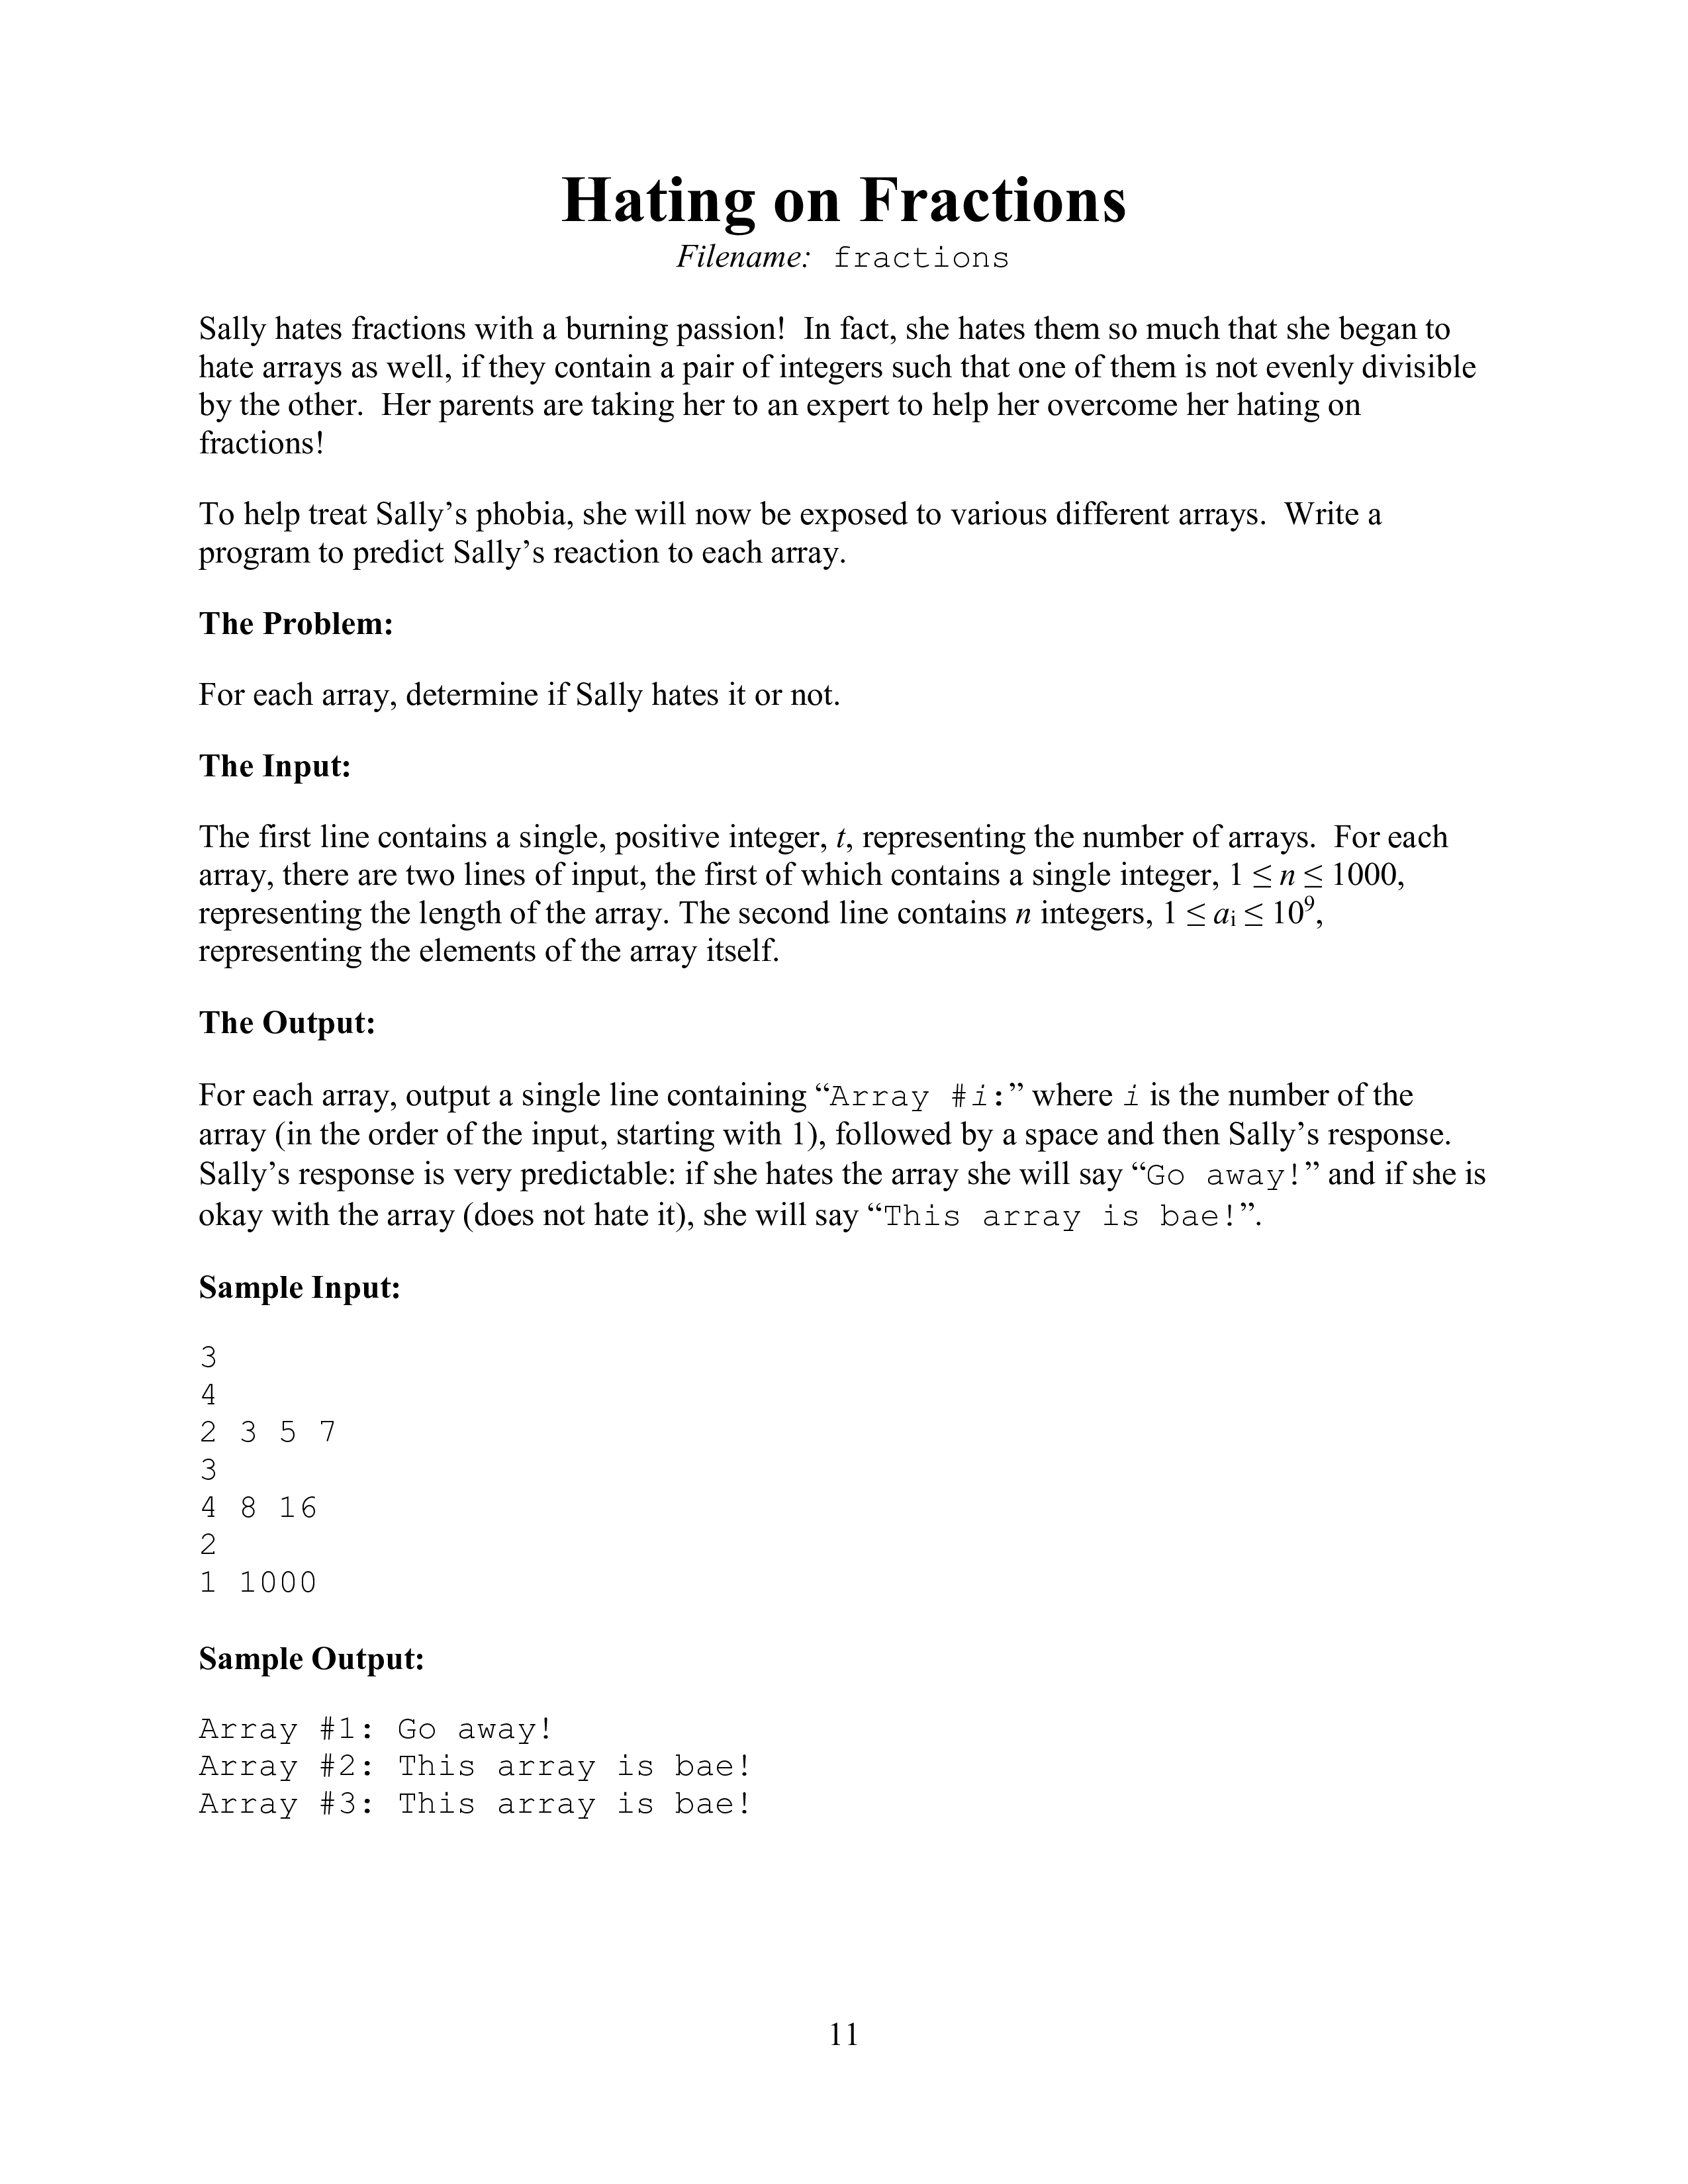 Hating on Fractions
Filename: fractions
Sally hates fractions with a burning passion! In fact, she hates them so much that she began to
hate arrays as well, if they contain a pair of integers such that one of them is not evenly divisible
by the other. Her parents are taking her to an expert to help her overcome her hating on
fractions!
To help treat Sally’s phobia, she will now be exposed to various different arrays. Write a
program to predict Sally’s reaction to each array.
The Problem:
For each array, determine if Sally hates it or not.
The Input:
The first line contains a single, positive integer, t, representing the number of arrays. For each
array, there are two lines of input, the first of which contains a single integer, 1 ≤ n ≤ 1000,
representing the length of the array. The second line contains n integers, 1 ≤ aᵢ ≤ 10⁹,
representing the elements of the array itself.
The Output:
For each array, output a single line containing “Array #i:” where i is the number of the
array (in the order of the input, starting with 1), followed by a space and then Sally’s response.
Sally’s response is very predictable: if she hates the array she will say “Go away!” and if she is
okay with the array (does not hate it), she will say “This array is bae!”.
Sample Input:
3
4
2 3 5 7
3
4 8 16
2
1 1000
Sample Output:
Array #1: Go away!
Array #2: This array is bae!
Array #3: This array is bae!
11